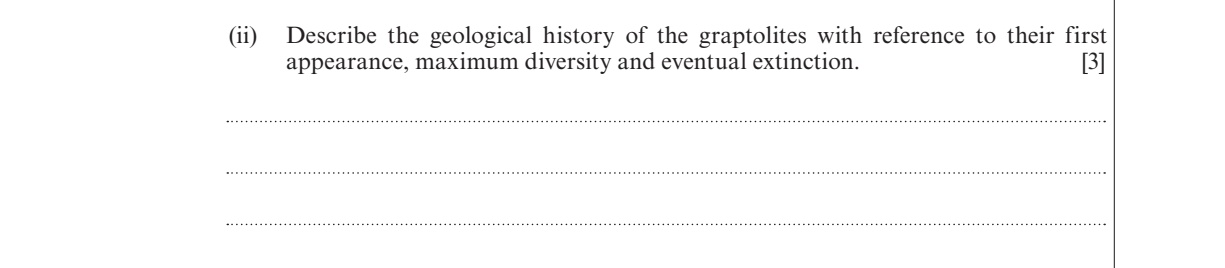 (ii) Describe the geological history of the graptolites with reference to their first
appearance, maximum diversity and eventual extinction. [3]